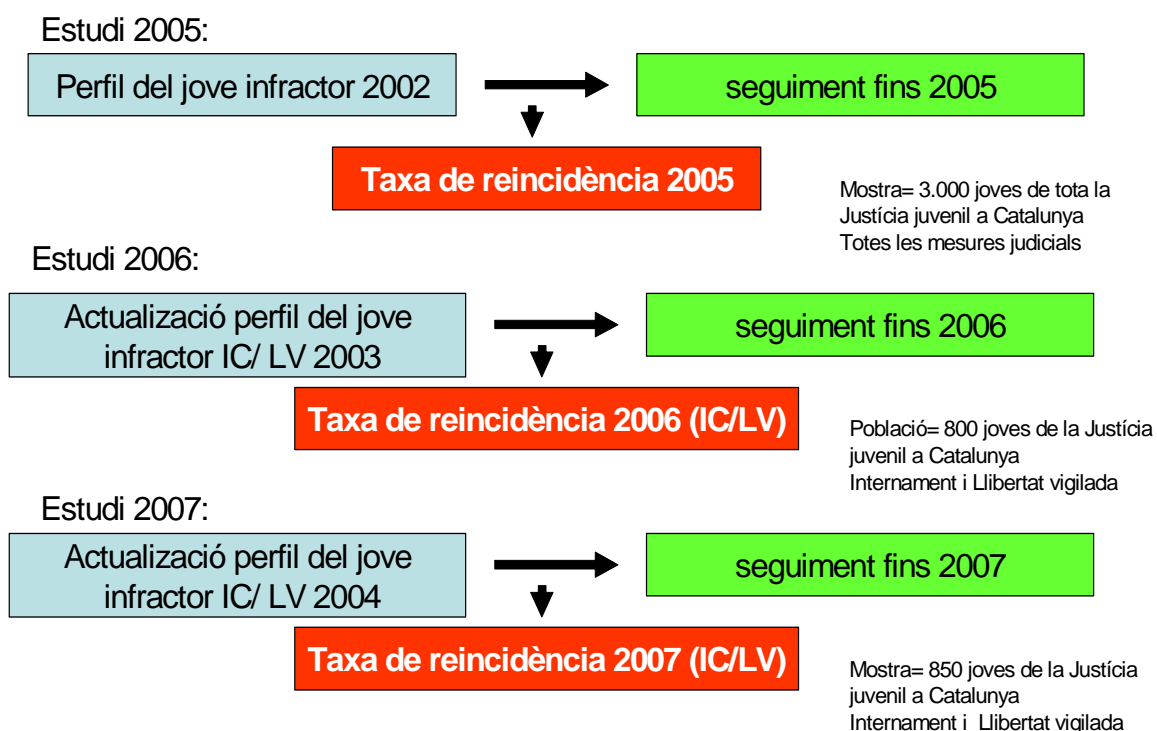 Estudi 2005:
Perfil del jove infractor 2002
seguiment fins 2005
Taxa de reincidència 2005
Mostra= 3.000 joves de tota la
Justícia juvenil a Catalunya
Totes les mesures judicials
Estudi 2006:
Actualizació perfil del jove
infractor IC/ LV 2003
seguiment fins 2006
Taxa de reincidència 2006 (IC/LV)
Població= 800 joves de la Justícia
juvenil a Catalunya
Internament i Llibertat vigilada
Estudi 2007:
Actualizació perfil del jove
infractor IC/ LV 2004
seguiment fins 2007
Taxa de reincidència 2007 (IC/LV)
Mostra= 850 joves de la Justícia
juvenil a Catalunya
Internament i Llibertat vigilada